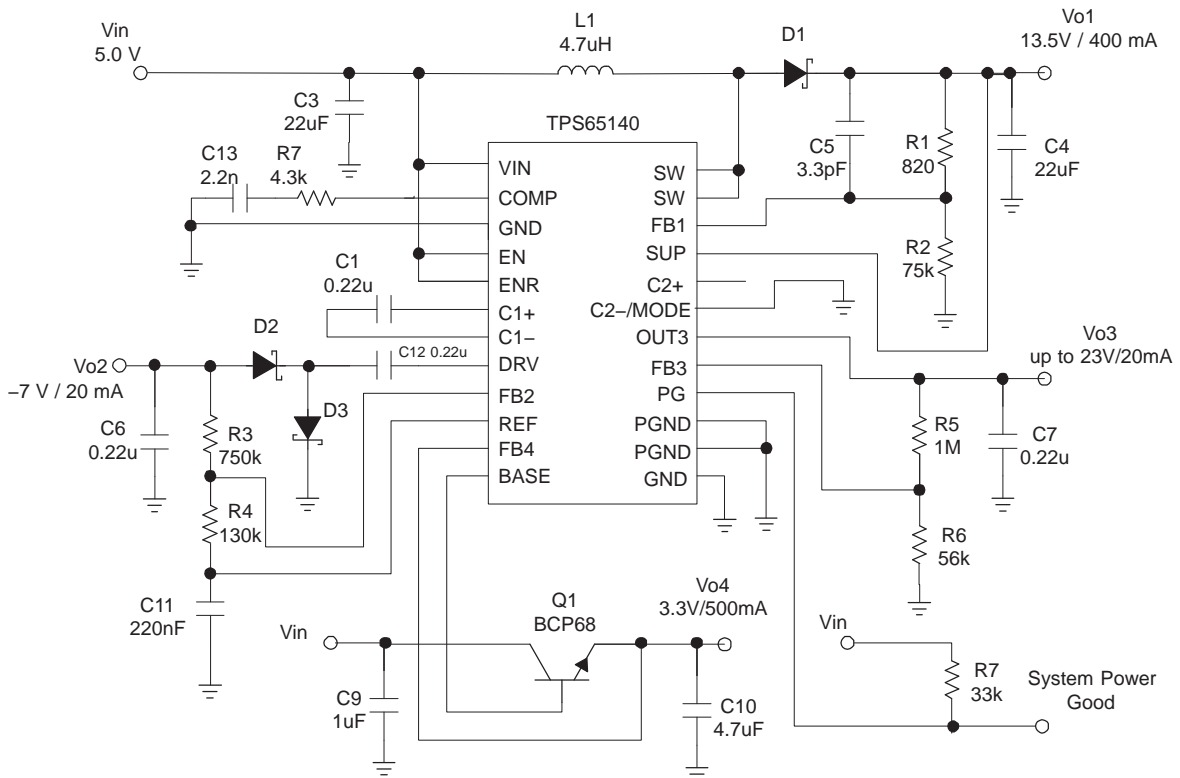 Vin
5.0 V
L1
4.7uH
D1
Vo1
13.5V / 400 mA
C3
22uF
TPS65140
C5
3.3pF
R1
820
C4
22uF
C13
2.2n
R7
4.3k
VIN
COMP
GND
EN
ENR
C1+
C1–
DRV
FB2
REF
FB4
BASE
SW
SW
FB1
SUP
C2+
C2–/MODE
OUT3
FB3
PG
PGND
PGND
GND
R2
75k
C1
0.22u
D2
C12 0.22u
Vo2
–7 V / 20 mA
D3
C6
0.22u
R3
750k
R4
130k
C11
220nF
Vo3
up to 23V/20mA
R5
1M
C7
0.22u
R6
56k
Vin
Q1
BCP68
Vo4
3.3V/500mA
C9
1uF
C10
4.7uF
Vin
R7
33k
System Power
Good